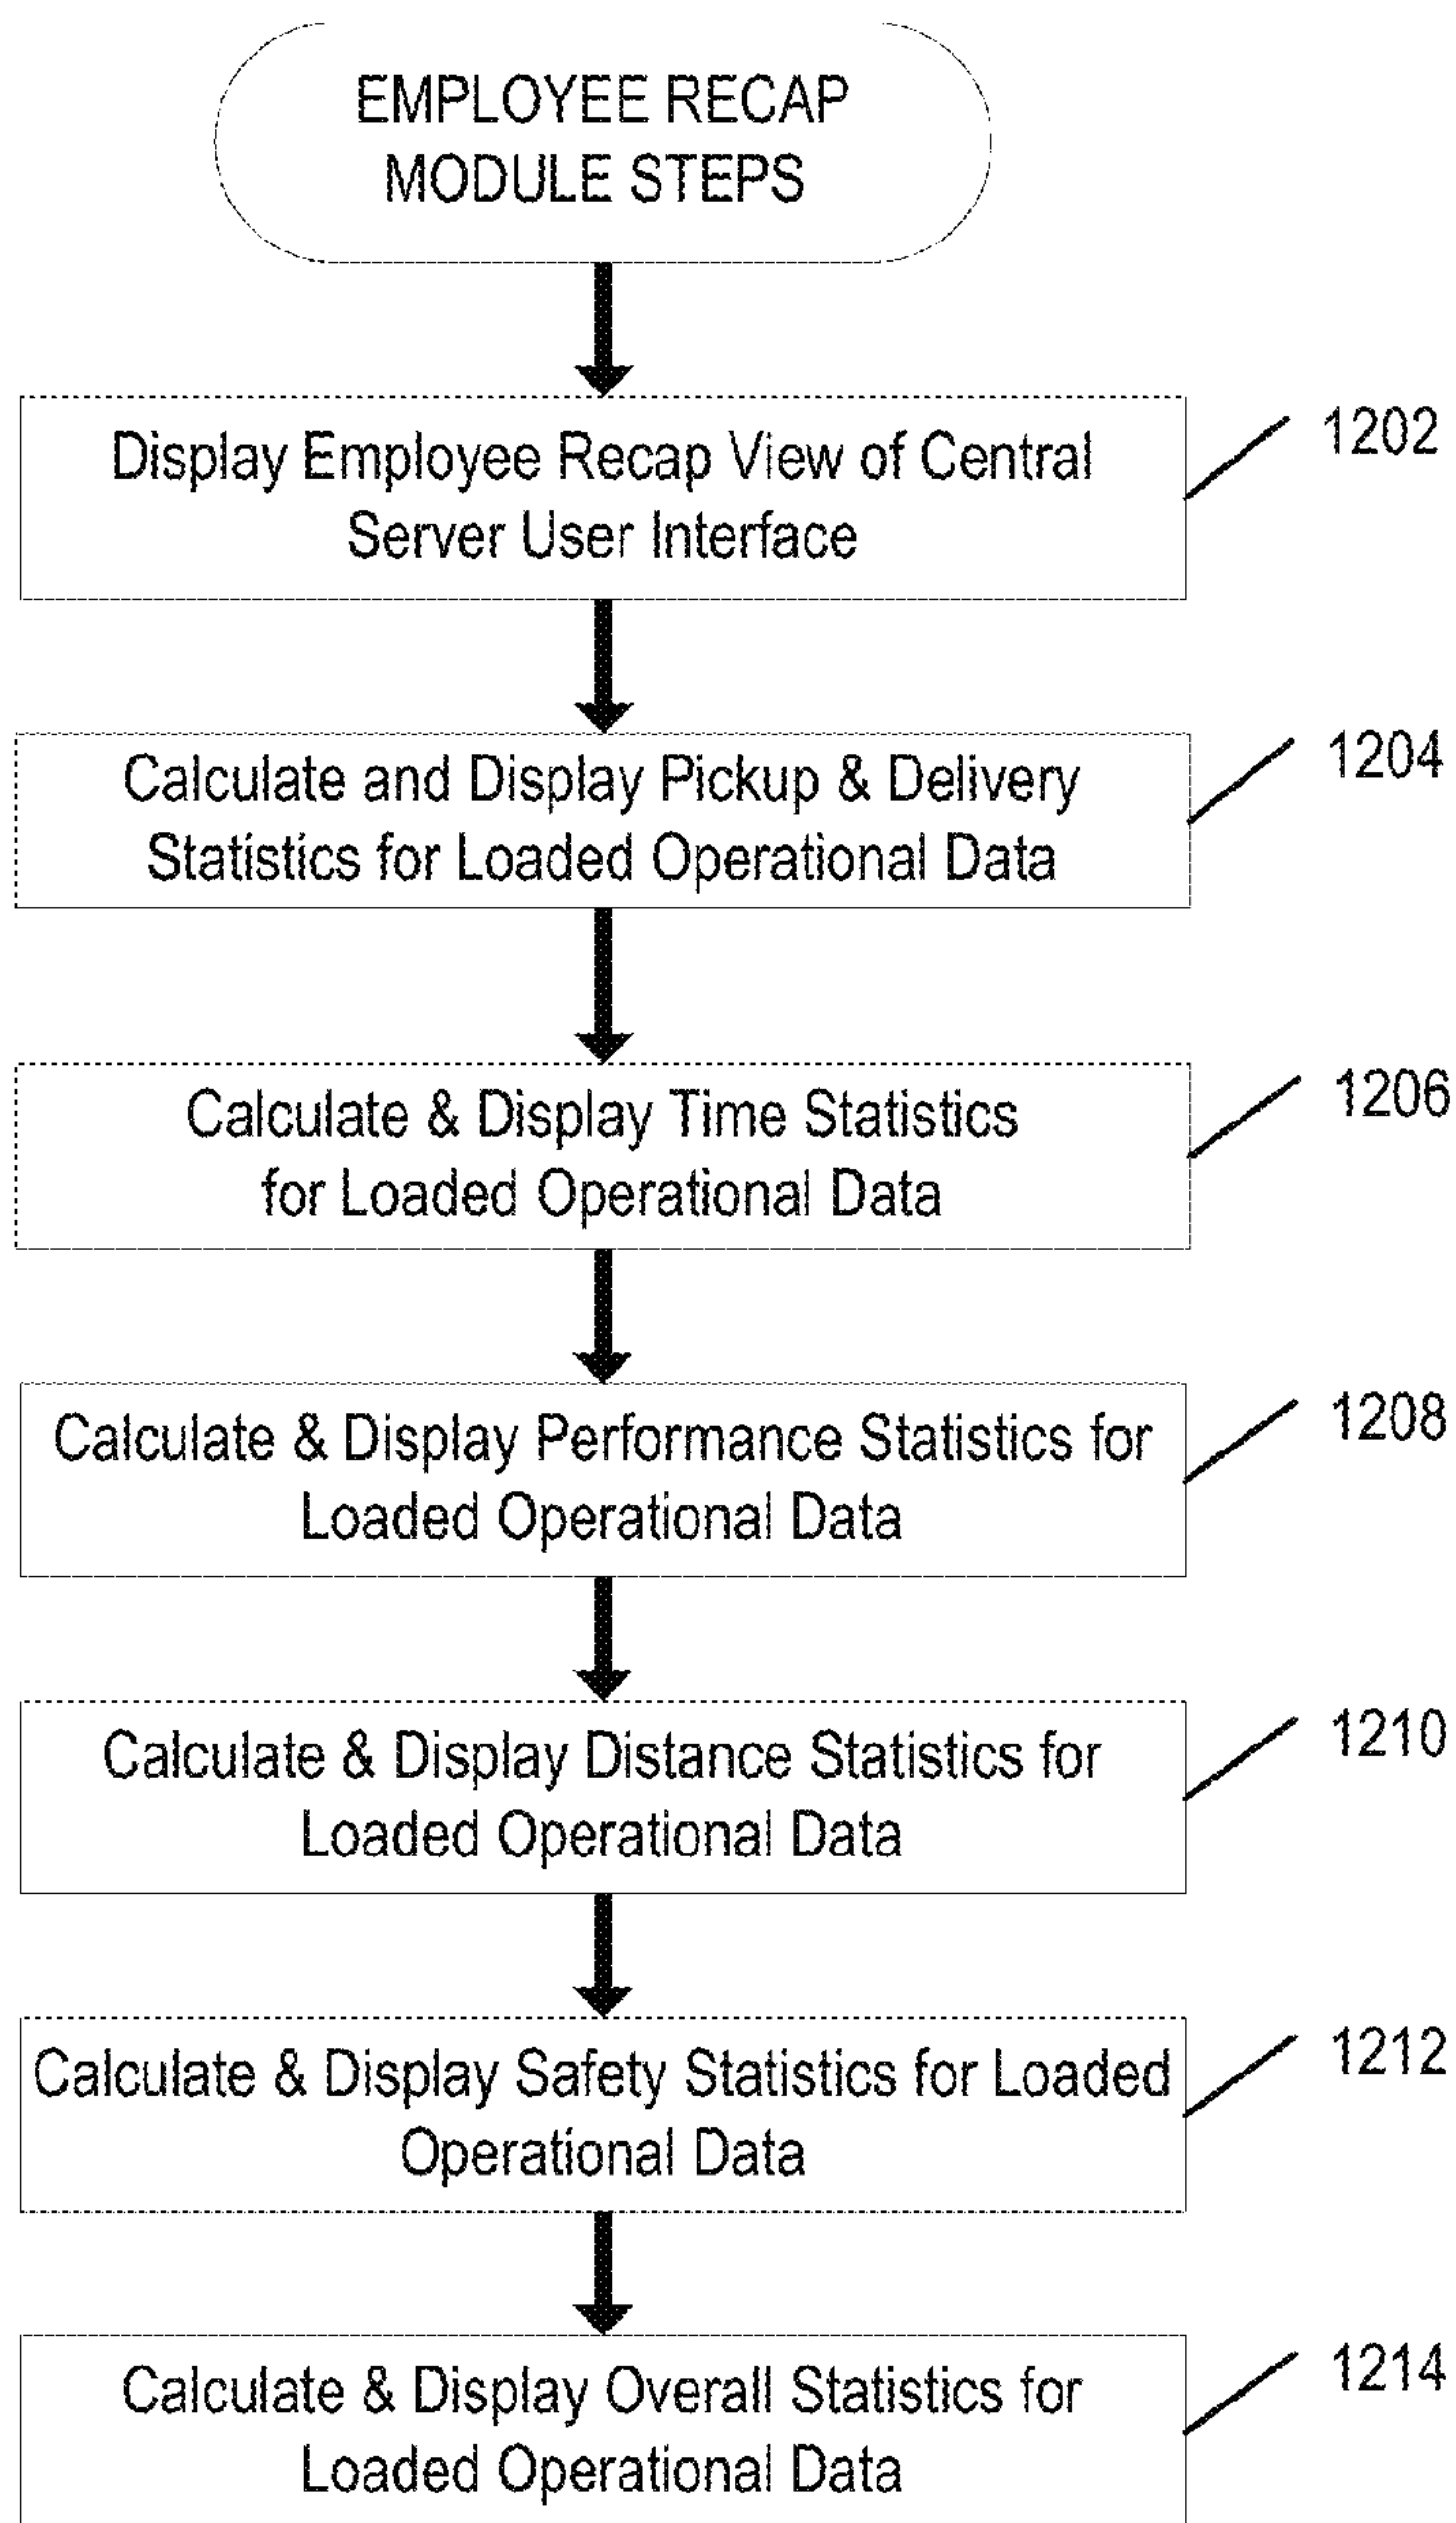 EMPLOYEE RECAP
MODULE STEPS
Display Employee Recap View of Central
Server User Interface
1202
Calculate and Display Pickup & Delivery
Statistics for Loaded Operational Data
1204
Calculate & Display Time Statistics
for Loaded Operational Data
1206
Calculate & Display Performance Statistics for
Loaded Operational Data
1208
Calculate & Display Distance Statistics for
Loaded Operational Data
1210
Calculate & Display Safety Statistics for Loaded
Operational Data
1212
Calculate & Display Overall Statistics for
Loaded Operational Data
1214